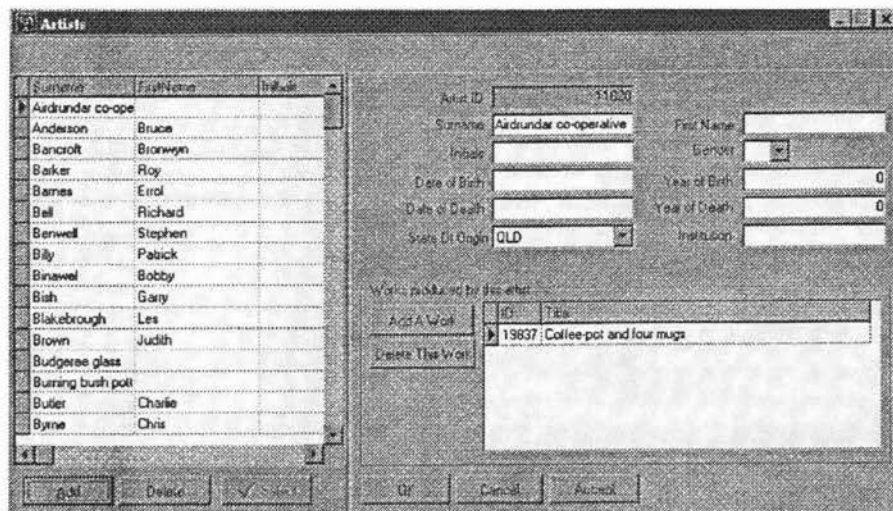 Artists
Surname FirstName Initials
Airdrundar co-ope
Anderson Bruce
Bancroft Bronwyn
Barker Roy
Barnes Errol
Bell Richard
Benwell Stephen
Billy Patrick
Binawel Bobby
Bish Garry
Blakebrough Les
Brown Judith
Budgeree glass
Burning bush pott
Butler Charlie
Byrne Chris
Add Delete Select
Artist ID 11820
Surname Airdrundar co-operative First Name
Initials Gender
Date of Birth Year of Birth 0
Date of Death Year of Death 0
State Of Origin QLD Institution
Works produced by this artist
Add A Work
Delete This Work
ID Title
19837 Coffee-pot and four mugs
OK Cancel Accept